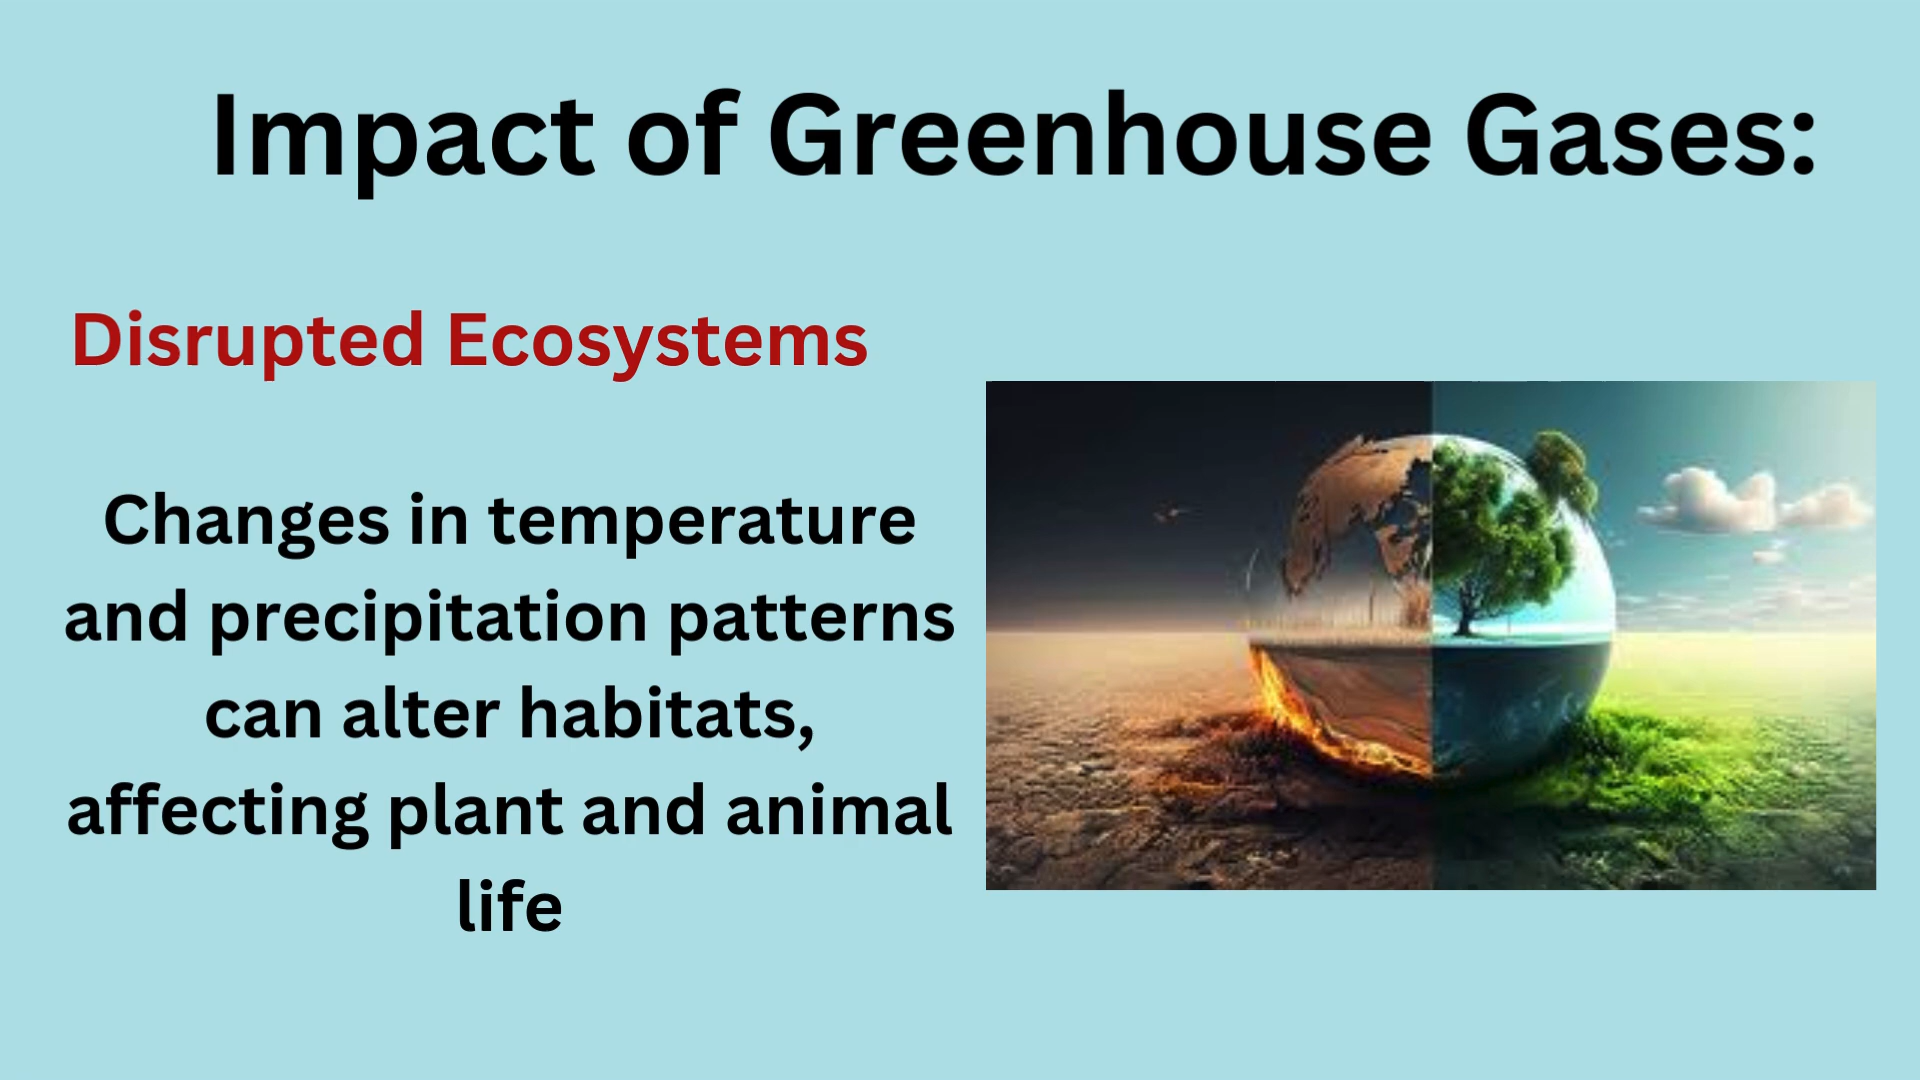 Impact of Greenhouse Gases:
Disrupted Ecosystems
Changes in temperature
and precipitation patterns
can alter habitats,
affecting plant and animal
life